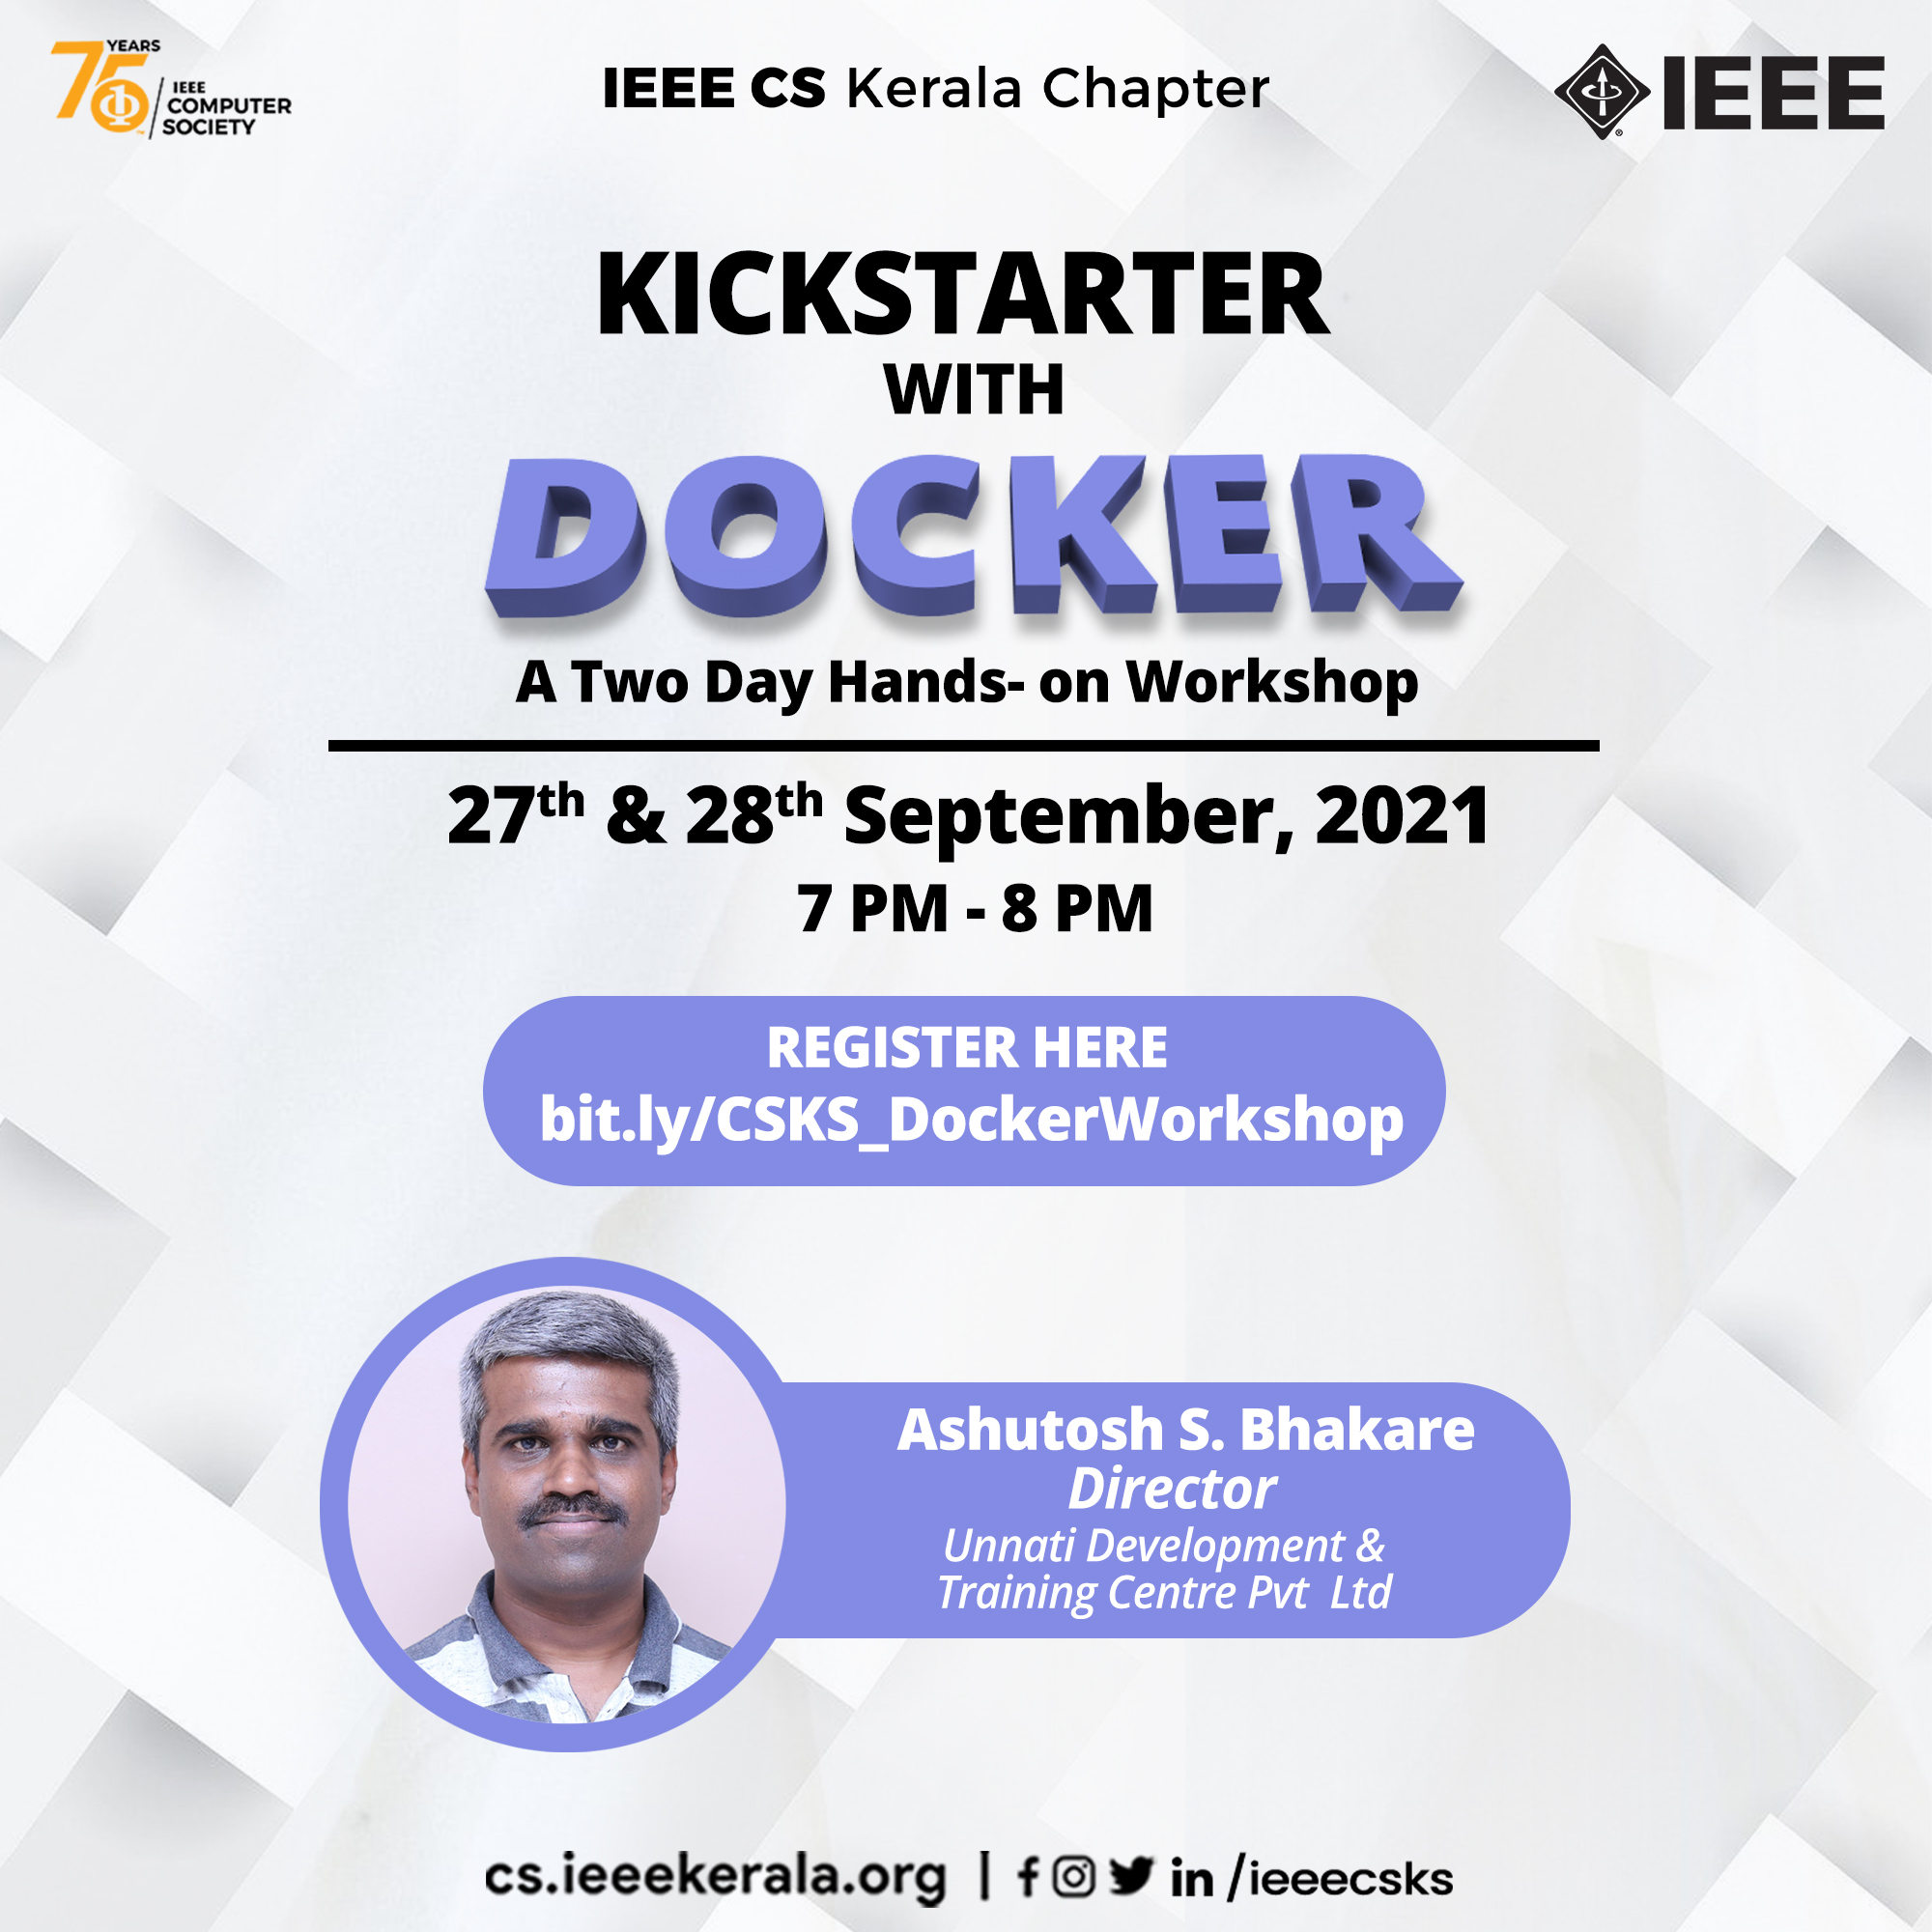 75 YEARS
IEEE
COMPUTER
SOCIETY
IEEE CS Kerala Chapter
IEEE
KICKSTARTER
WITH
DOCKER
A Two Day Hands- on Workshop
27th & 28th September, 2021
7 PM - 8 PM
REGISTER HERE
bit.ly/CSKS_DockerWorkshop
Ashutosh S. Bhakare
Director
Unnati Development &
Training Centre Pvt Ltd
cs.ieeekerala.org | f in /ieeecsks